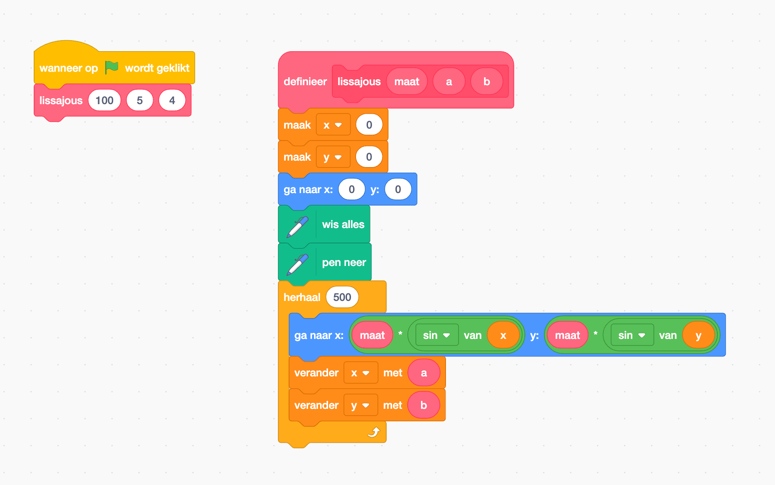 wanneer op wordt geklikt
lissajous 100 5 4
definieer lissajous maat a b
maak x 0
maak y 0
ga naar x: 0 y: 0
wis alles
pen neer
herhaal 500
ga naar x: maat * sin van x y: maat * sin van y
verander x met a
verander y met b